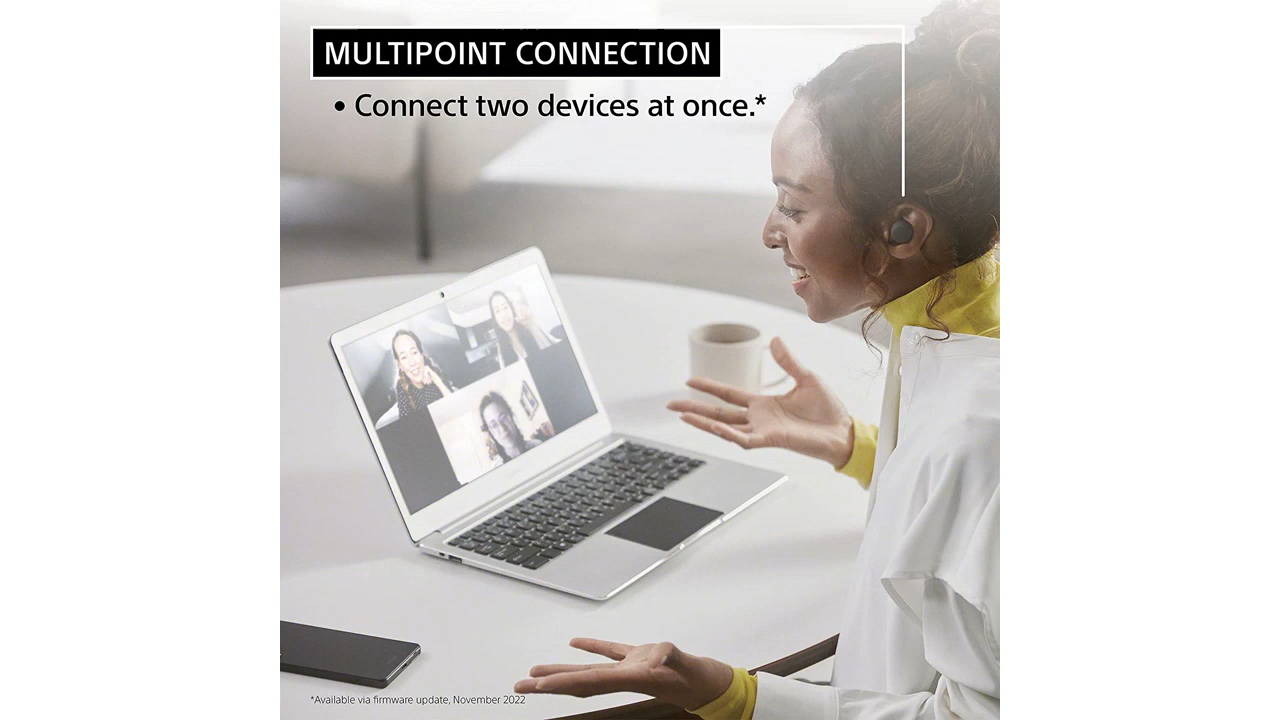 MULTIPOINT CONNECTION
• Connect two devices at once.*
*Available via firmware update, November 2022